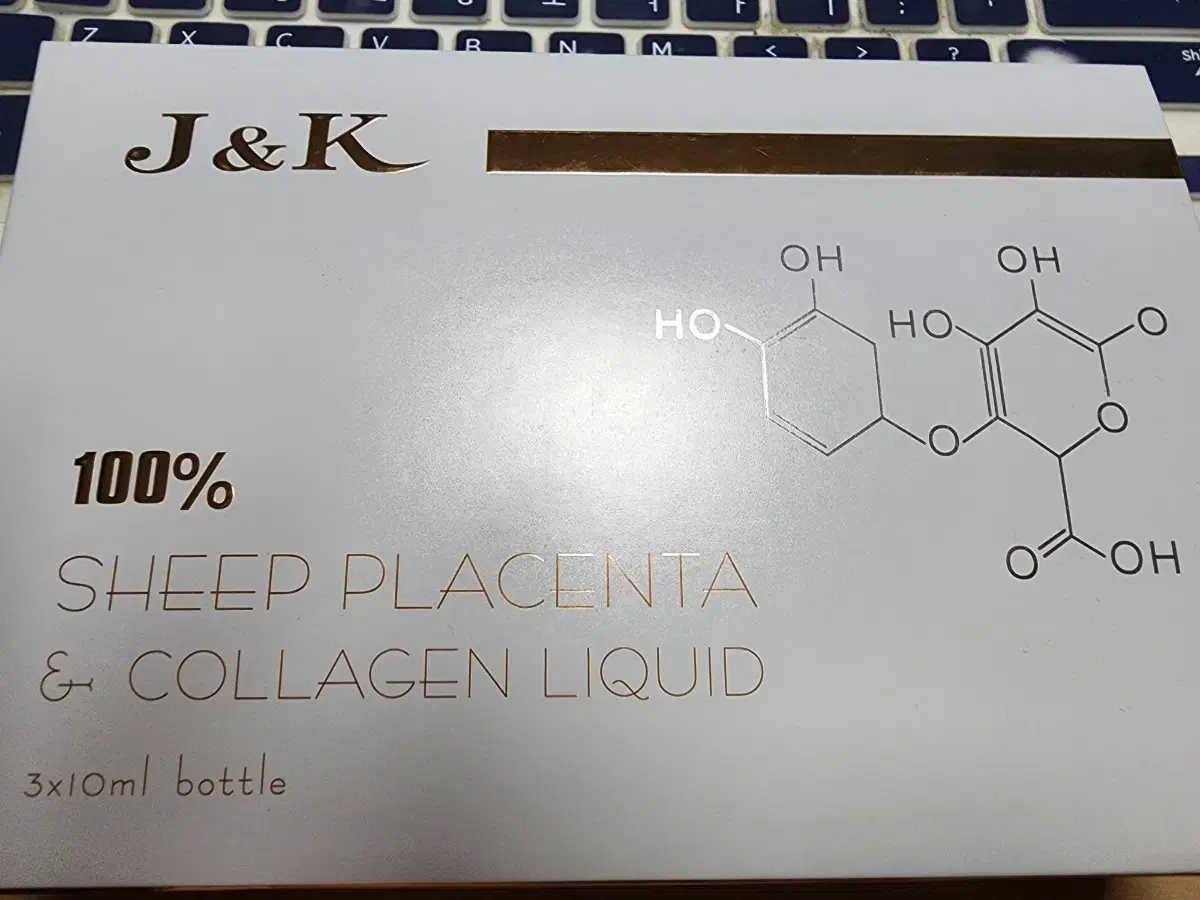 Z X C V B N M < > ?
J&K
OH OH
HO HO O
O O
O OH
100%
SHEEP PLACENTA
& COLLAGEN LIQUID
3x10ml bottle